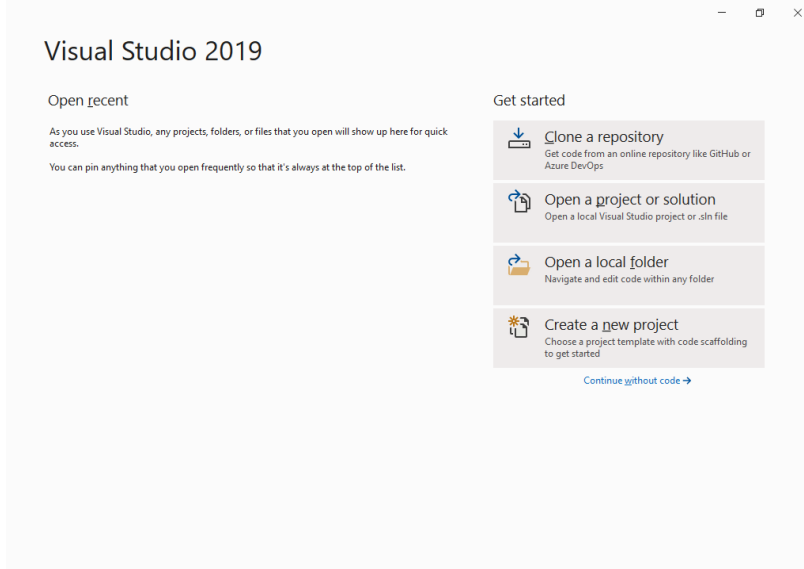 Visual Studio 2019
Open recent
As you use Visual Studio, any projects, folders, or files that you open will show up here for quick
access.
You can pin anything that you open frequently so that it's always at the top of the list.
Get started
Clone a repository
Get code from an online repository like GitHub or
Azure DevOps
Open a project or solution
Open a local Visual Studio project or .sln file
Open a local folder
Navigate and edit code within any folder
Create a new project
Choose a project template with code scaffolding
to get started
Continue without code →